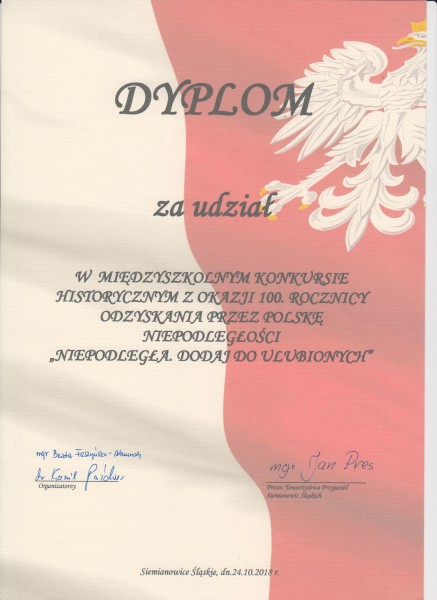 DYPLOM
za udział
W MIĘDZYSZKOLNYM KONKURSIE
HISTORYCZNYM Z OKAZJI 100. ROCZNICY
ODZYSKANIA PRZEZ POLSKĘ
NIEPODLEGŁOŚCI
„NIEPODLEGŁA. DODAJ DO ULUBIONYCH"
mgr Beata
dr Kamil
Organizatorzy
mgr Jan Pres
Prezes Towarzystwa Przyjaciół
Siemianowic Śląskich
Siemianowice Śląskie, dn.24.10.2018 r.